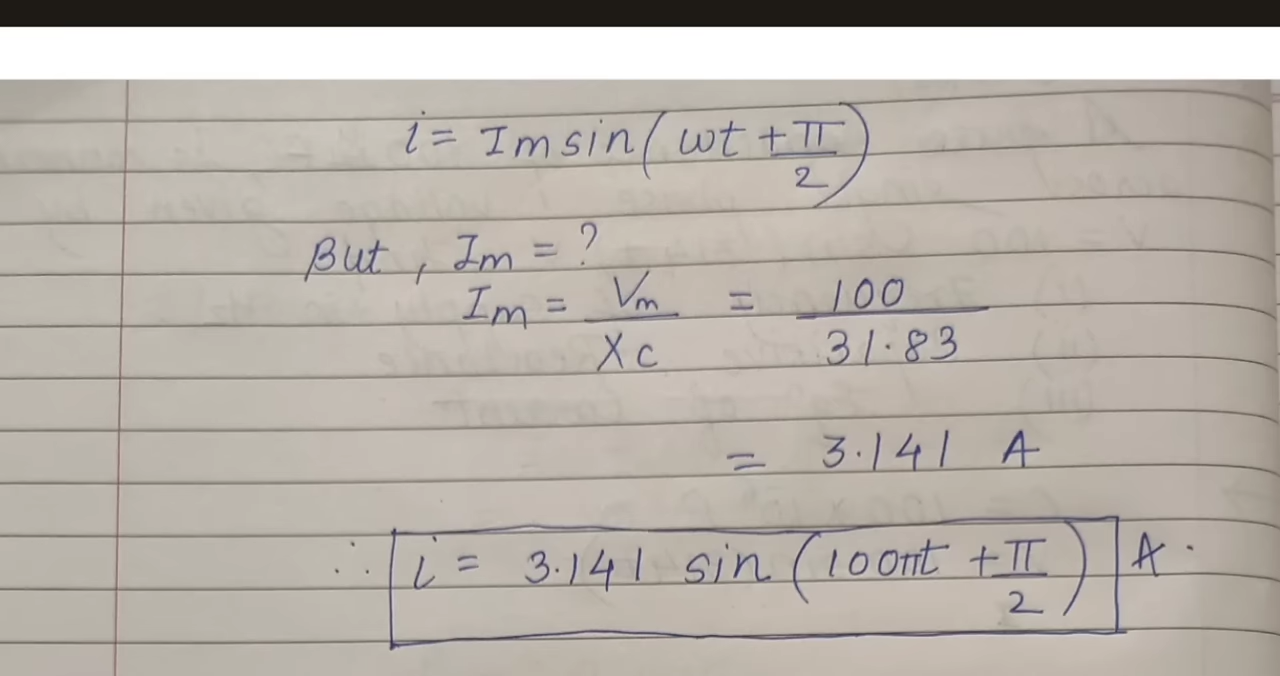 i = Im sin(ωt + π/2)
But, Im = ?
Im = Vm/Xc = 100/31.83
= 3.141 A
∴ i = 3.141 sin(100πt + π/2) A.